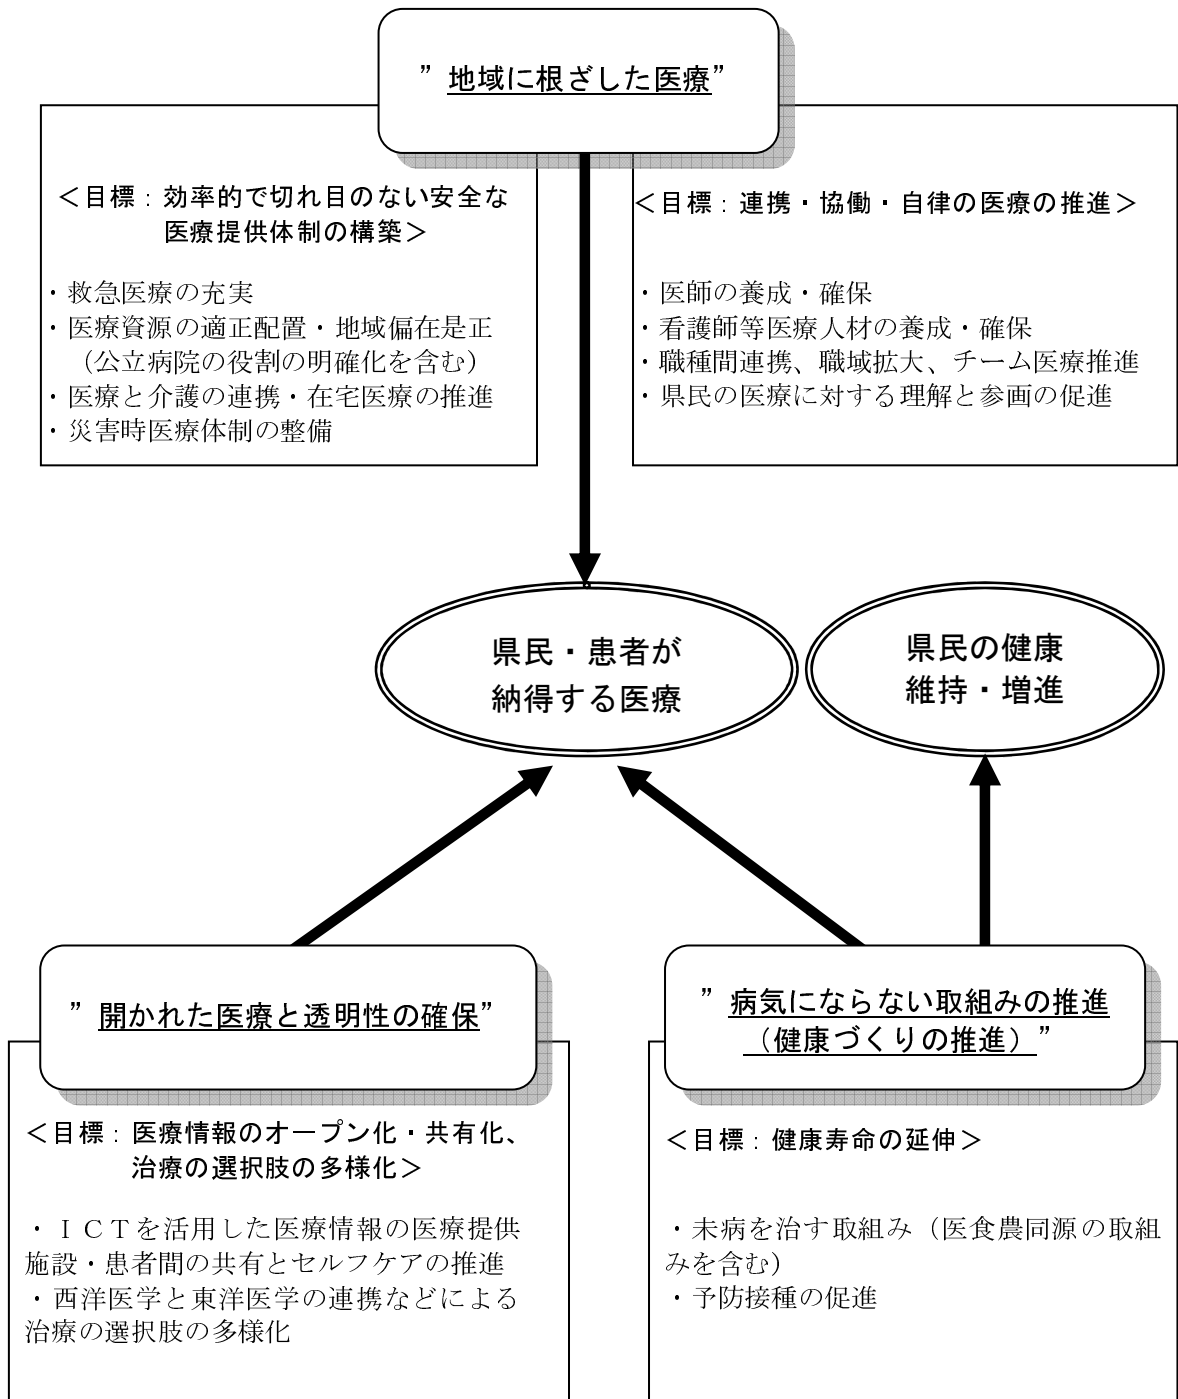 ”地域に根ざした医療”
＜目標：効率的で切れ目のない安全な
医療提供体制の構築＞
・救急医療の充実
・医療資源の適正配置・地域偏在是正
（公立病院の役割の明確化を含む）
・医療と介護の連携・在宅医療の推進
・災害時医療体制の整備
＜目標：連携・協働・自律の医療の推進＞
・医師の養成・確保
・看護師等医療人材の養成・確保
・職種間連携、職域拡大、チーム医療推進
・県民の医療に対する理解と参画の促進
県民・患者が
納得する医療
県民の健康
維持・増進
”開かれた医療と透明性の確保”
＜目標：医療情報のオープン化・共有化、
治療の選択肢の多様化＞
・ＩＣＴを活用した医療情報の医療提供
施設・患者間の共有とセルフケアの推進
・西洋医学と東洋医学の連携などによる
治療の選択肢の多様化
”病気にならない取組みの推進
（健康づくりの推進）”
＜目標：健康寿命の延伸＞
・未病を治す取組み（医食農同源の取組
みを含む）
・予防接種の促進